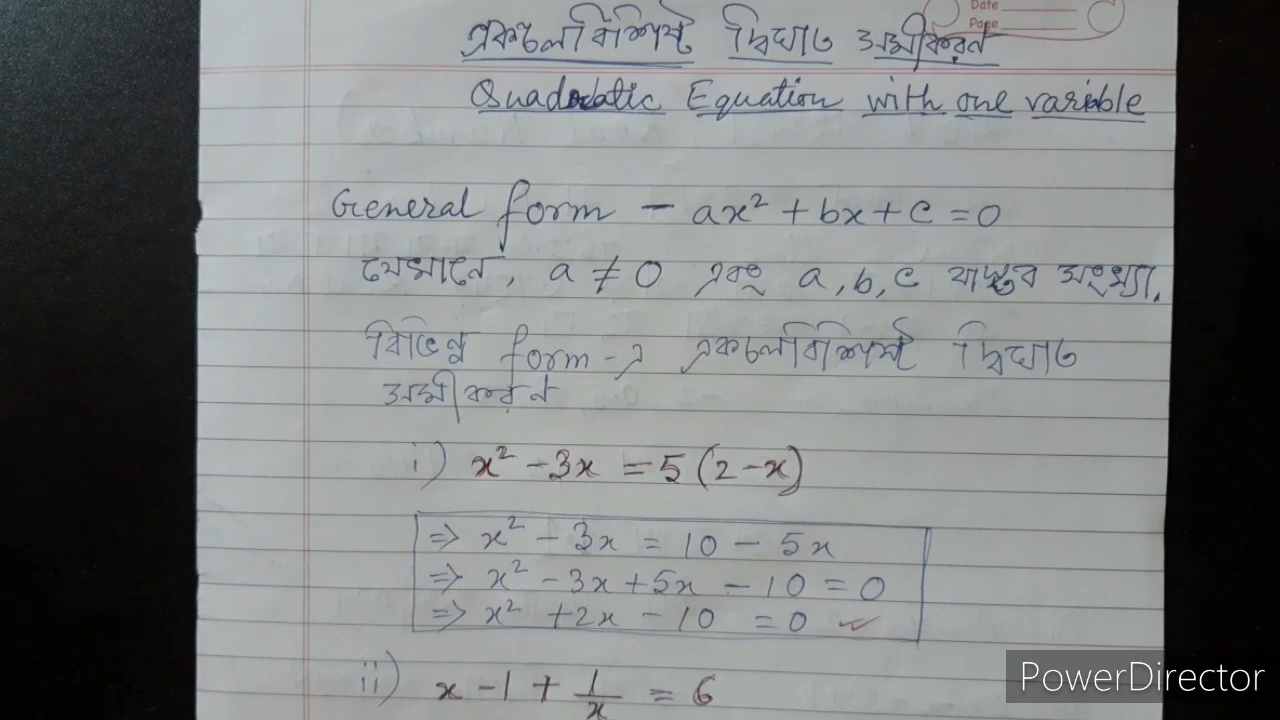 Date
Page
একচলবিশিষ্ট দ্বিঘাত সমীকরণ
Quadratic Equation with one variable
General form - ax² + bx + c = 0
যেখানে, a ≠ 0 এবং a, b, c বাস্তব সংখ্যা.
বিভিন্ন form-এ একচলবিশিষ্ট দ্বিঘাত
সমীকরণ
i) x² - 3x = 5(2-x)
⇒ x² - 3x = 10 - 5x
⇒ x² - 3x + 5x - 10 = 0
⇒ x² + 2x - 10 = 0 ✓
ii) x - 1 + 1/x = 6
PowerDirector